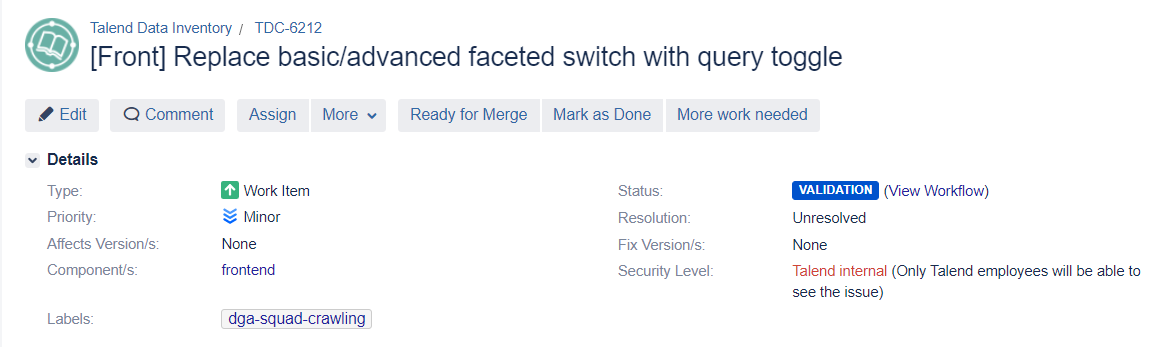 Talend Data Inventory / TDC-6212
[Front] Replace basic/advanced faceted switch with query toggle
Edit Comment Assign More Ready for Merge Mark as Done More work needed
Details
Type: Work Item Status: VALIDATION (View Workflow)
Priority: Minor Resolution: Unresolved
Affects Version/s: None Fix Version/s: None
Component/s: frontend Security Level: Talend internal (Only Talend employees will be able to
see the issue)
Labels: dga-squad-crawling